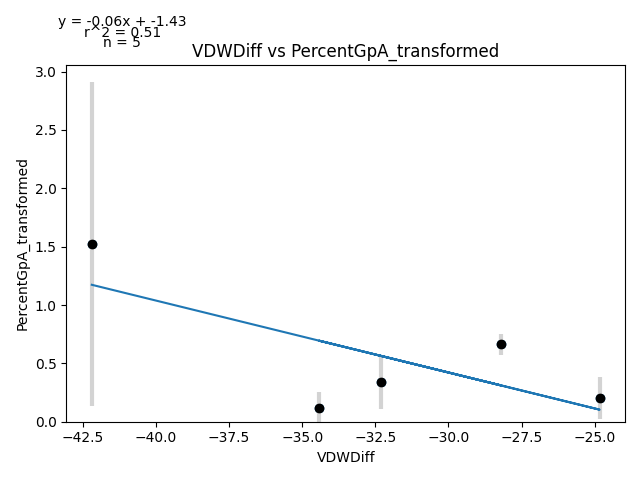 y = -0.06x + -1.43
r^2 = 0.51
n = 5
VDWDiff vs PercentGpA_transformed
3.0
2.5
2.0
1.5
1.0
0.5
0.0
PercentGpA_transformed
−42.5 −40.0 −37.5 −35.0 −32.5 −30.0 −27.5 −25.0
VDWDiff